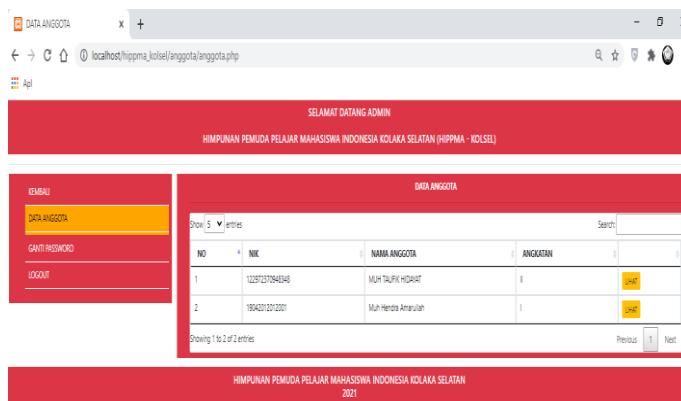 DATA ANGGOTA
localhost/hippma_kolsel/anggota/anggota.php
Apl
SELAMAT DATANG ADMIN
HIMPUNAN PEMUDA PELAJAR MAHASISWA INDONESIA KOLAKA SELATAN (HIPPMA - KOLSEL)
KEMBALI
DATA ANGGOTA
GANTI PASSWORD
LOGOUT
DATA ANGGOTA
Show 5 entries Search:
NO NIK NAMA ANGGOTA ANGKATAN
1 122972370948348 MUH TAUFIK HIDAYAT II LIHAT
2 19042012012001 Muh Hendra Amarullah I LIHAT
Showing 1 to 2 of 2 entries Previous 1 Next
HIMPUNAN PEMUDA PELAJAR MAHASISWA INDONESIA KOLAKA SELATAN
2021